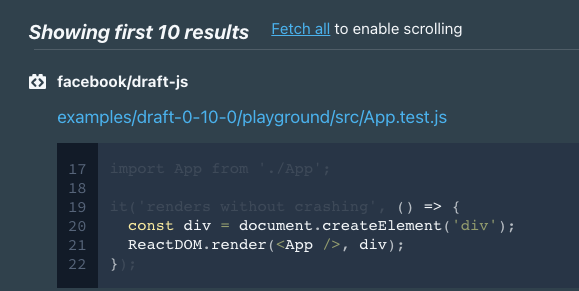 Showing first 10 results Fetch all to enable scrolling
facebook/draft-js
examples/draft-0-10-0/playground/src/App.test.js
17 import App from './App';
18
19 it('renders without crashing', () => {
20   const div = document.createElement('div');
21   ReactDOM.render(<App />, div);
22 });